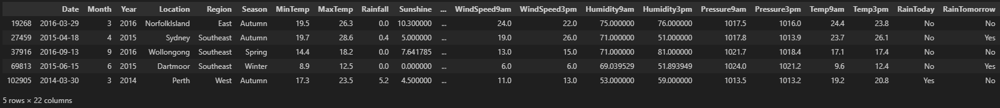 Date Month Year Location Region Season MinTemp MaxTemp Rainfall Sunshine ... WindSpeed9am WindSpeed3pm Humidity9am Humidity3pm Pressure9am Pressure3pm Temp9am Temp3pm RainToday RainTomorrow
19268 2016-03-29 3 2016 NorfolkIsland East Autumn 19.5 26.3 0.0 10.300000 ... 24.0 22.0 75.000000 76.000000 1017.5 1016.0 24.4 23.8 No No
27459 2015-04-18 4 2015 Sydney Southeast Autumn 19.7 28.6 0.4 5.000000 ... 19.0 26.0 71.000000 51.000000 1017.8 1013.9 23.7 26.1 No Yes
37916 2016-09-13 9 2016 Wollongong Southeast Spring 14.4 18.2 0.0 7.641785 ... 13.0 15.0 71.000000 81.000000 1021.7 1018.4 17.1 17.4 No No
69813 2015-06-15 6 2015 Dartmoor Southeast Winter 8.9 12.5 0.0 0.000000 ... 6.0 6.0 69.039529 51.893949 1024.0 1021.2 9.6 12.4 No Yes
102905 2014-03-30 3 2014 Perth West Autumn 17.3 23.5 5.2 4.500000 ... 11.0 13.0 53.000000 59.000000 1013.5 1013.2 19.2 20.8 Yes No
5 rows × 22 columns